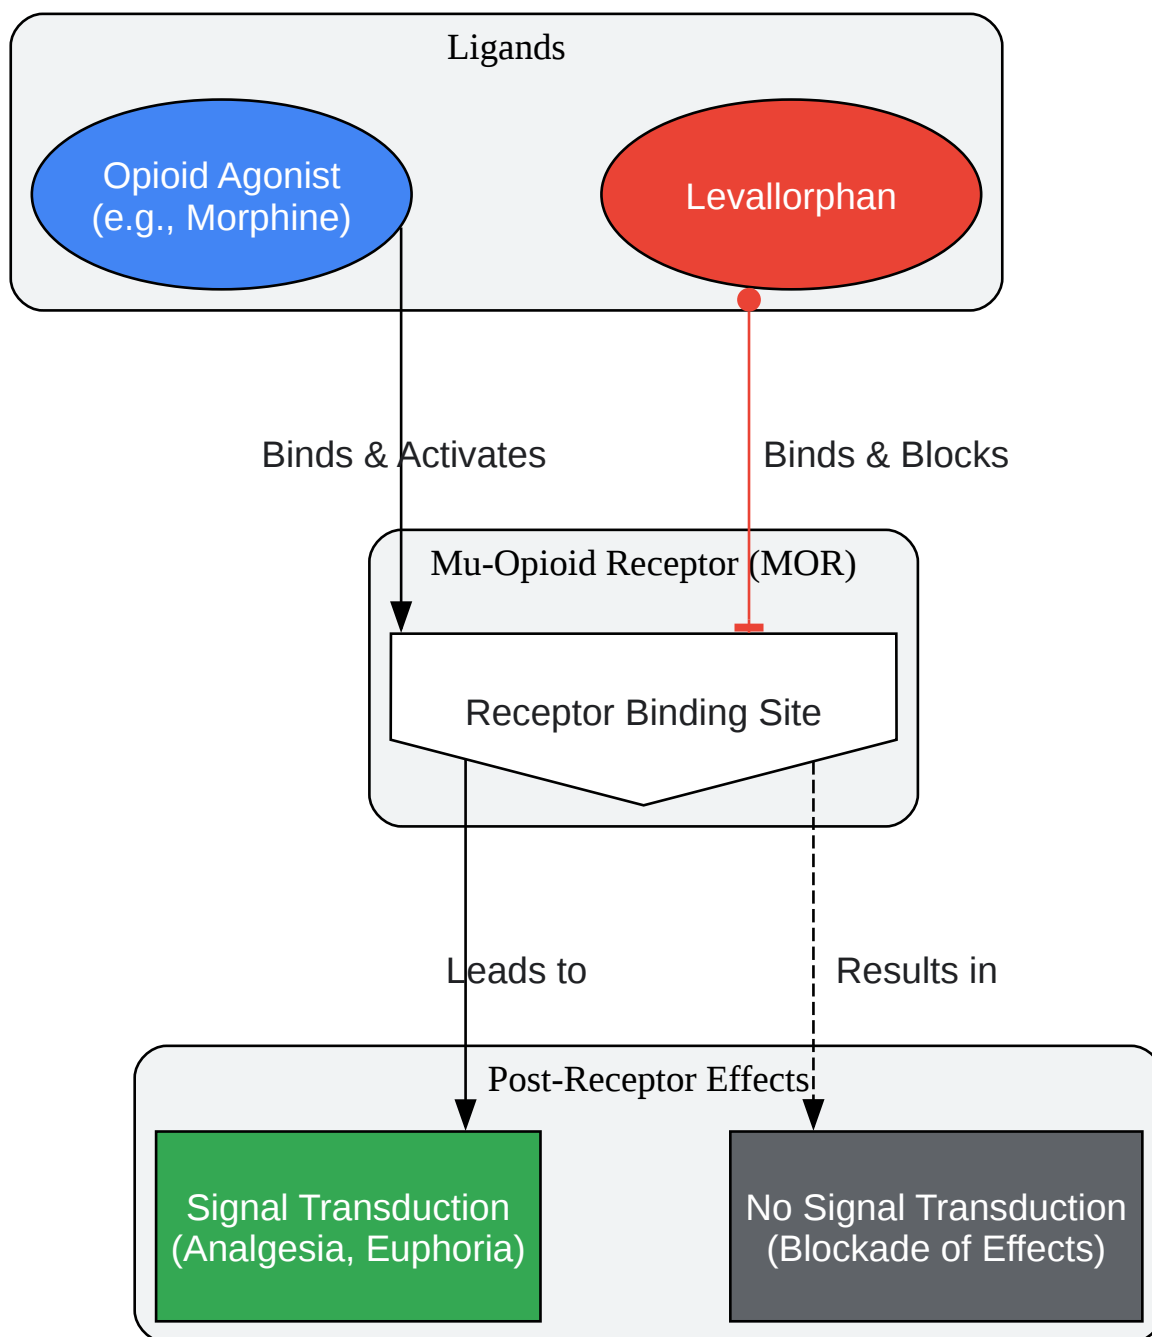 Ligands
Opioid Agonist
(e.g., Morphine)
Levallorphan
Binds & Activates
Binds & Blocks
Mu-Opioid Receptor (MOR)
Receptor Binding Site
Leads to
Results in
Post-Receptor Effects
Signal Transduction
(Analgesia, Euphoria)
No Signal Transduction
(Blockade of Effects)